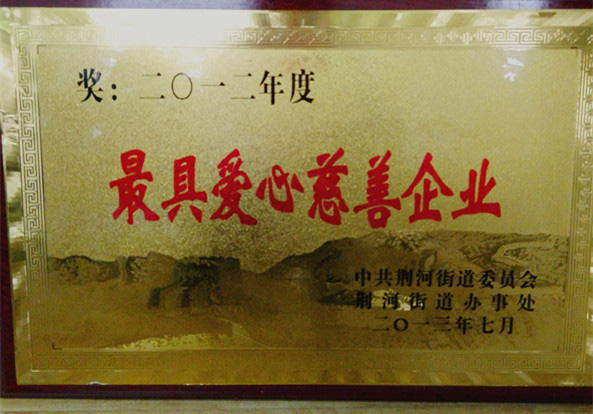 奖：二〇一二年度
最具爱心慈善企业
中共荆河街道委员会
荆河街道办事处
二〇一三年七月